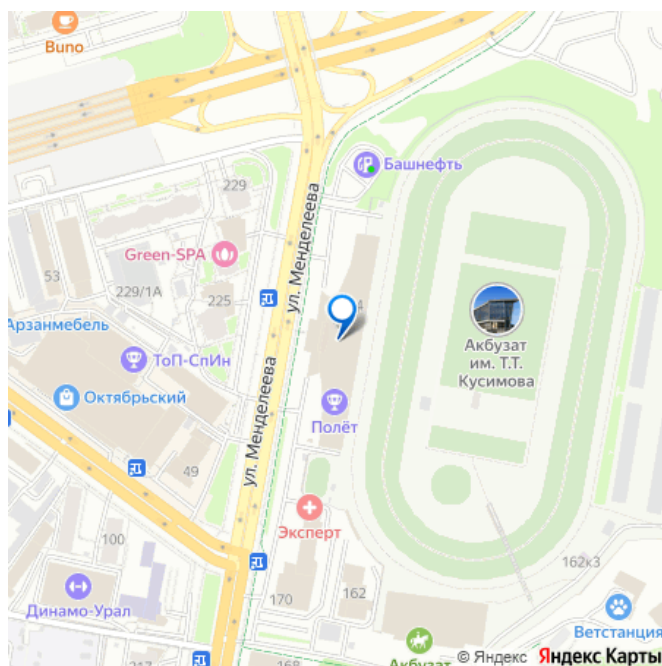 Buno
229
Башнефть
ул. Менделеева
Green-SPA
53
229/1А
225
Арзанмебель
ТоП-СпИн
Акбузат
им. Т.Т.
Кусимова
Октябрьский
Полёт
ул. Менделеева
49
Эксперт
100
162к3
Динамо-Урал
170
162
Ветстанция
Акбузат
168
© Яндекс Яндекс Карты